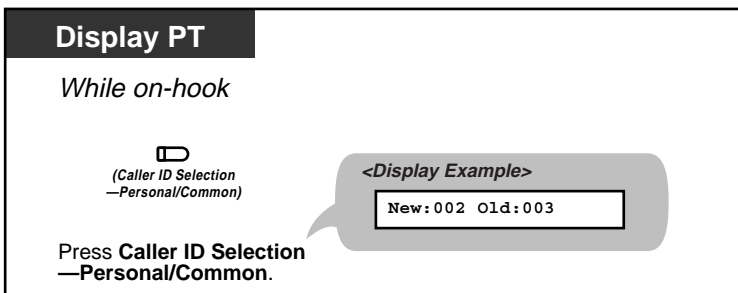 Display PT
While on-hook
(Caller ID Selection
—Personal/Common)
<Display Example>
New:002 Old:003
Press Caller ID Selection
—Personal/Common.